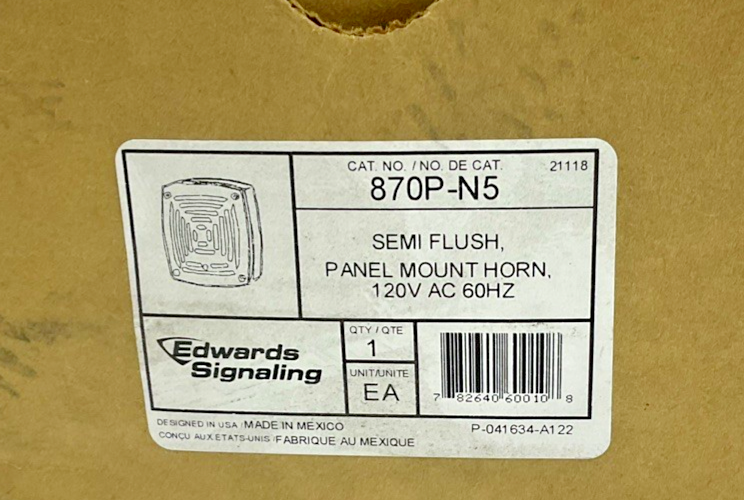 CAT. NO. / NO. DE CAT. 21118
870P-N5
SEMI FLUSH,
PANEL MOUNT HORN,
120V AC 60HZ
Edwards
Signaling
QTY / QTE
1
UNIT/UNITE
EA
7 82640 60010 8
DESIGNED IN USA / MADE IN MEXICO
CONÇU AUX ETATS-UNIS / FABRIQUE AU MEXIQUE
P-041634-A122